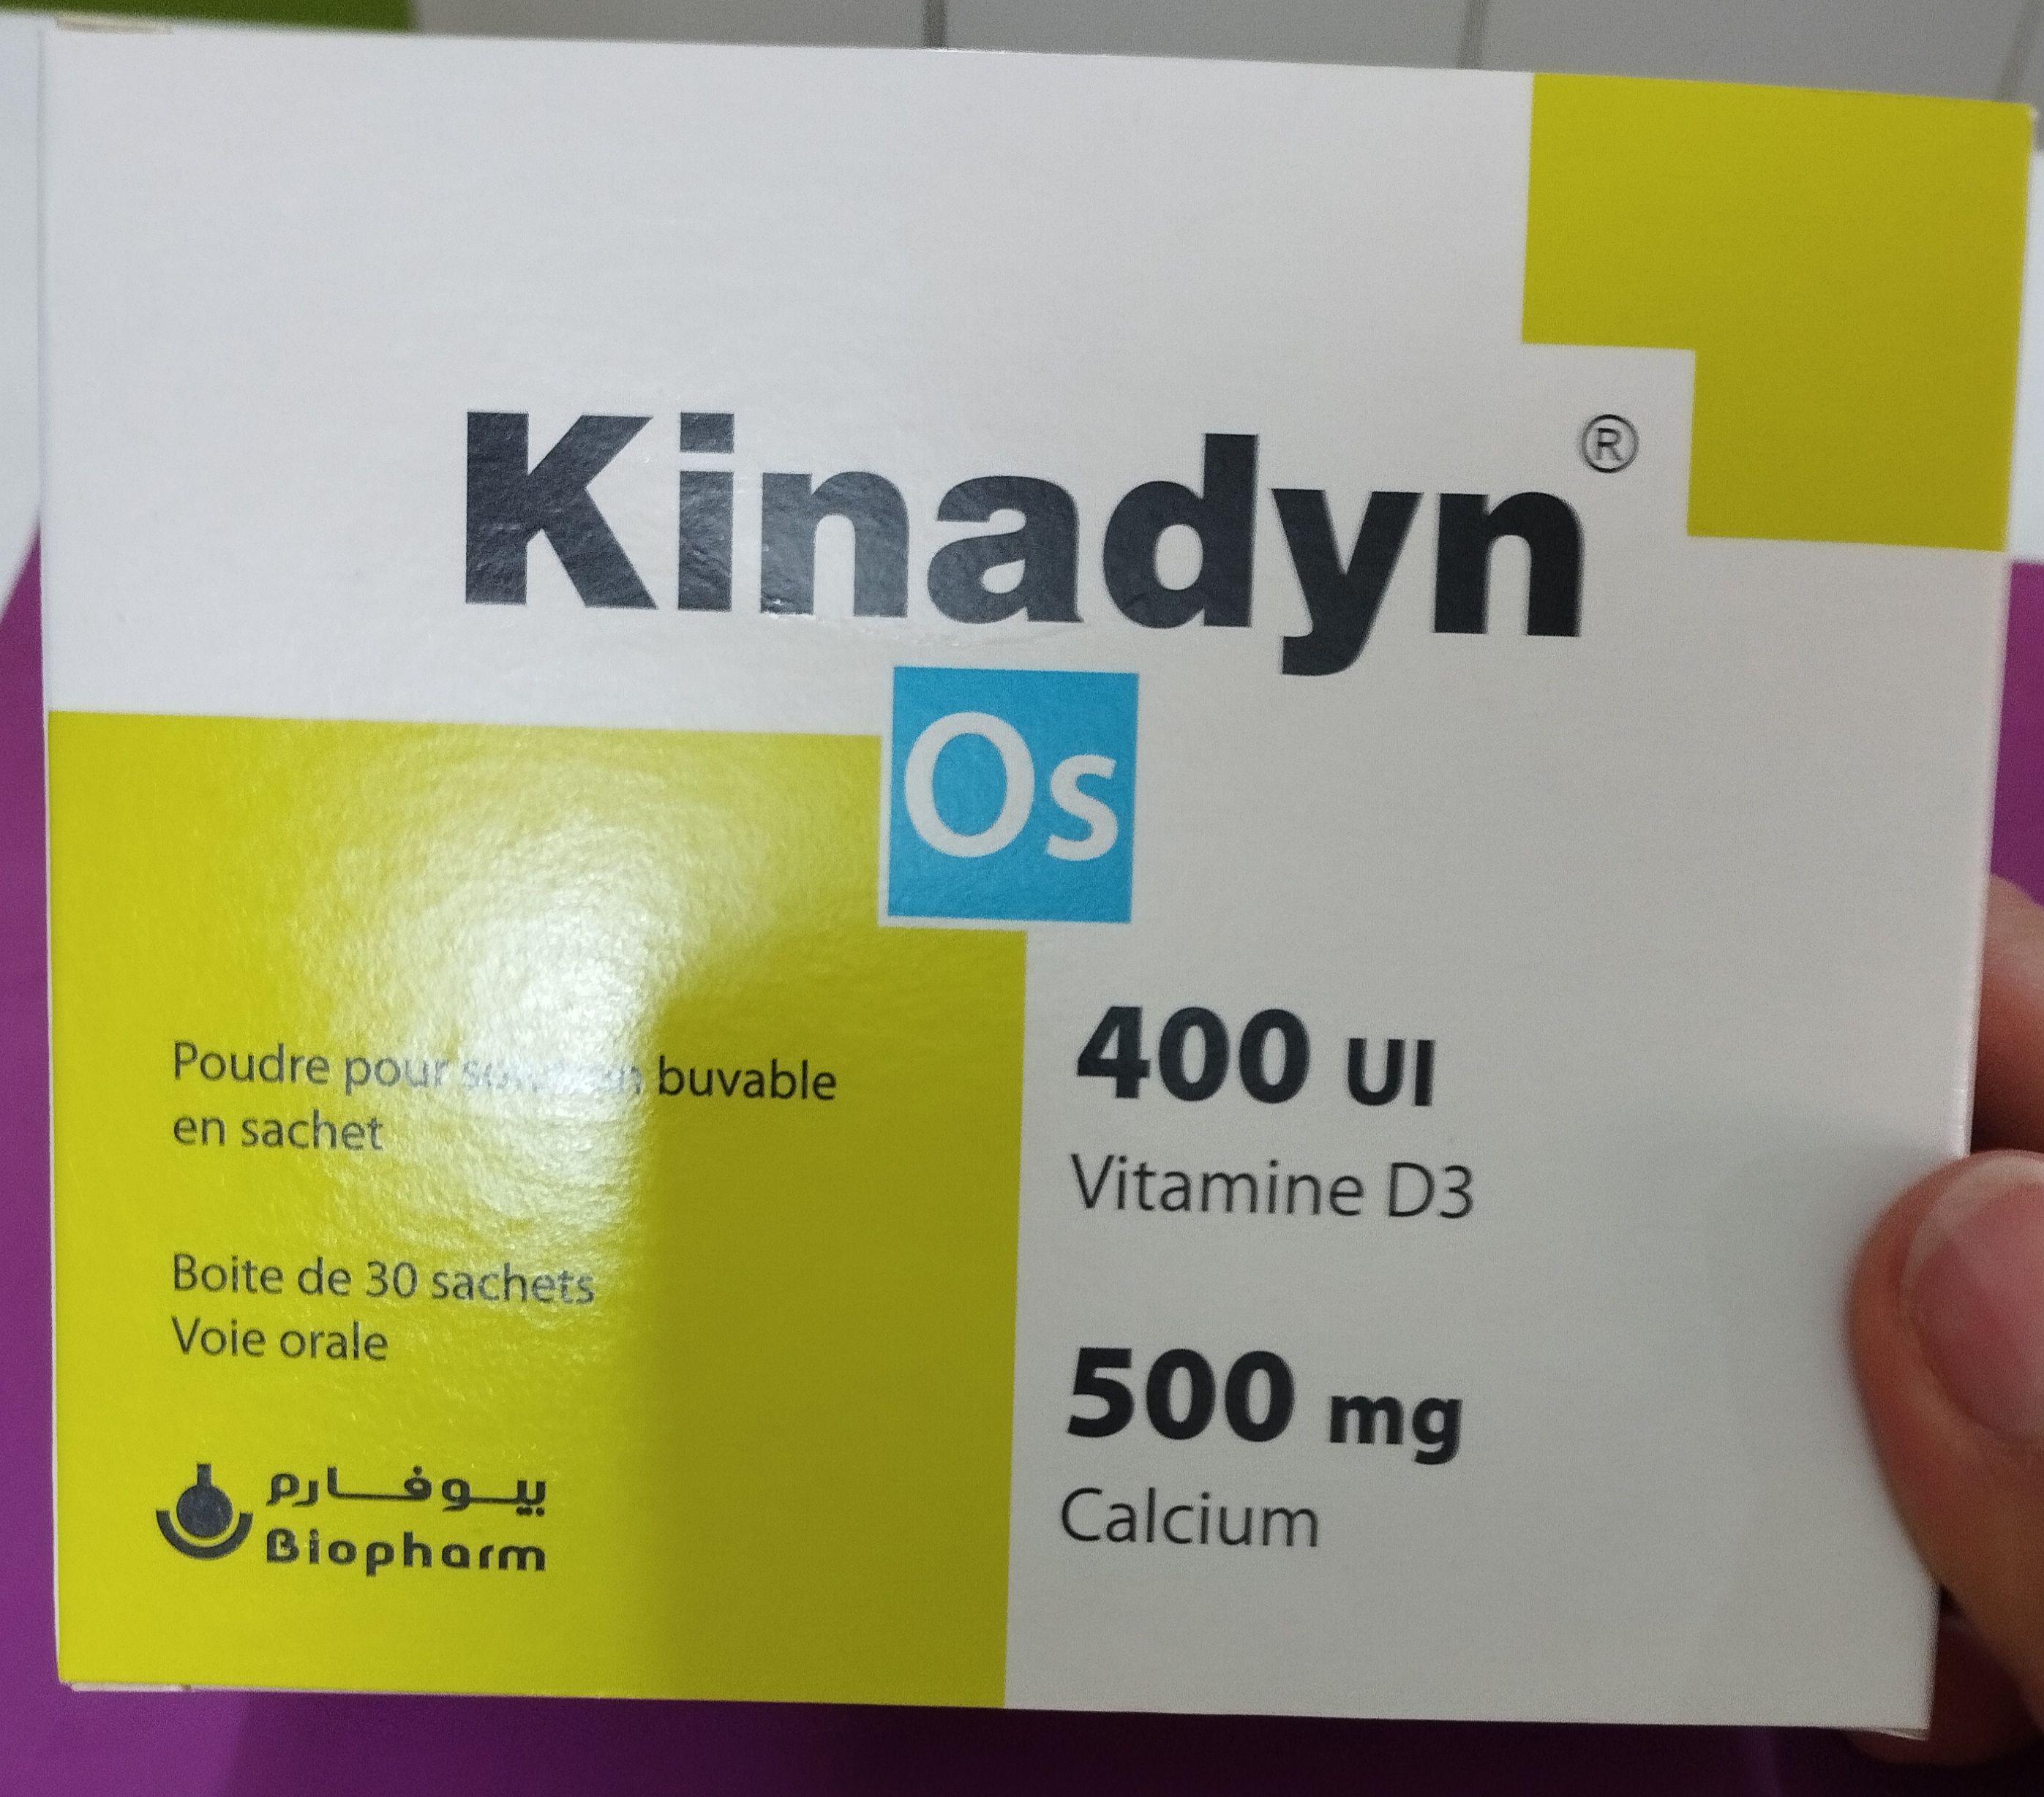 Kinadyn®
Os
Poudre pour buvable
en sachet
Boite de 30 sachets
Voie orale
بيوفارم
Biopharm
400 UI
Vitamine D3
500 mg
Calcium